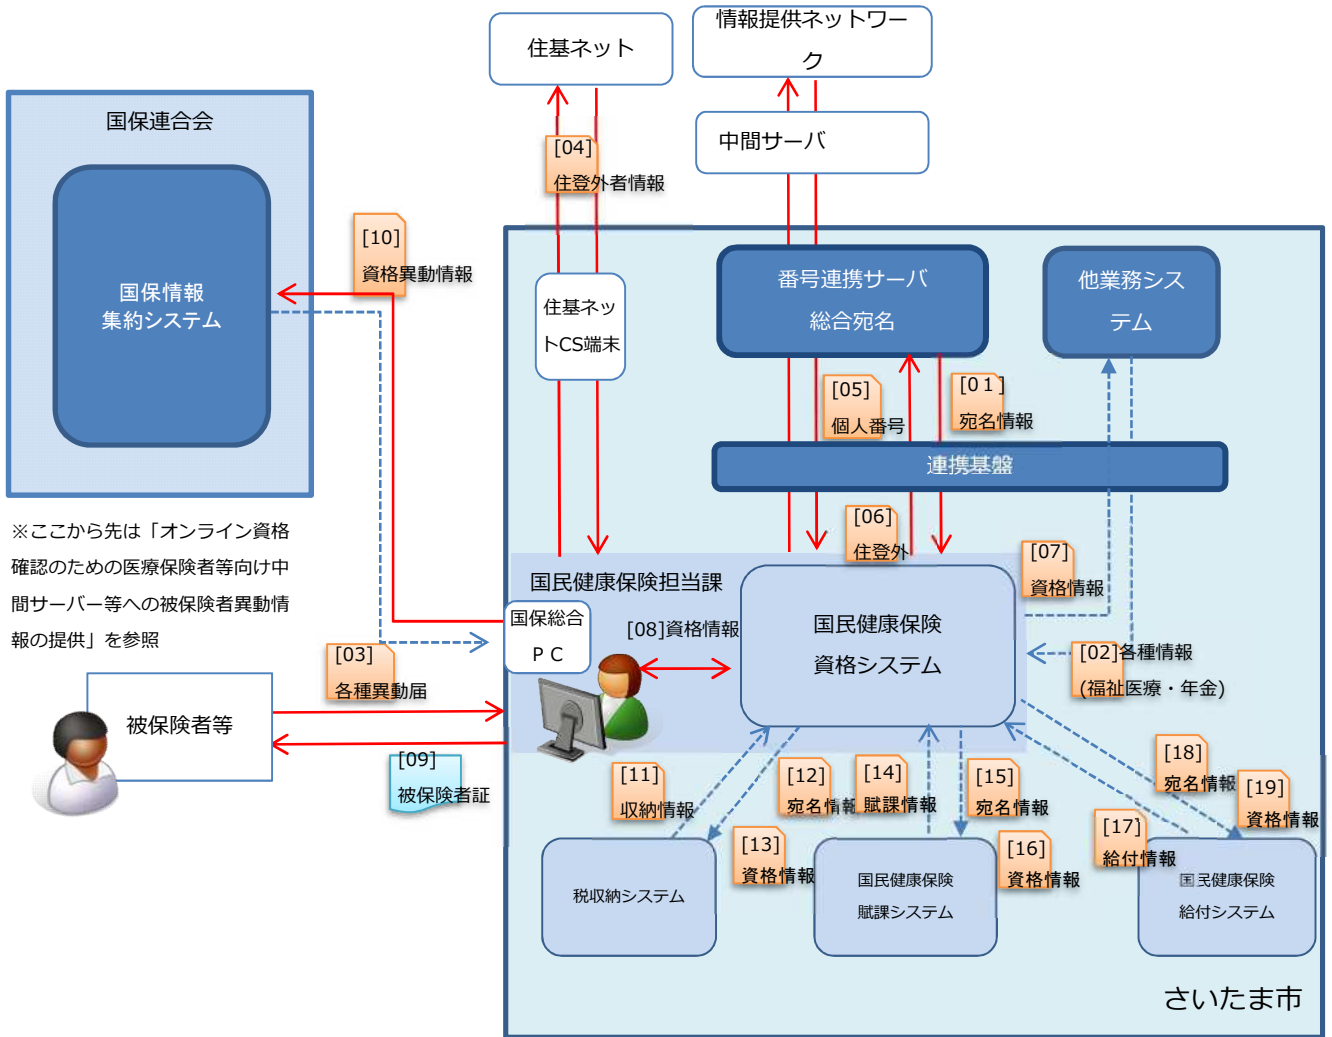 住基ネット
情報提供ネットワー
ク
中間サーバ
国保連合会
国保情報
集約システム
[10]
資格異動情報
[04]
住登外者情報
住基ネッ
トCS端末
番号連携サーバ
総合宛名
他業務シス
テム
[05]
個人番号
[0１]
宛名情報
連携基盤
[06]
住登外
[07]
資格情報
※ここから先は「オンライン資格
確認のための医療保険者等向け中
間サーバー等への被保険者異動情
報の提供」を参照
国民健康保険担当課
国保総合
ＰＣ
[08]資格情報
国民健康保険
資格システム
[02]各種情報
(福祉医療・年金)
[03]
各種異動届
被保険者等
[09]
被保険者証
[11]
収納情報
[12]
宛名情報
[13]
資格情報
[14]
賦課情報
[15]
宛名情報
[16]
資格情報
[17]
給付情報
[18]
宛名情報
[19]
資格情報
税収納システム
国民健康保険
賦課システム
国民健康保険
給付システム
さいたま市